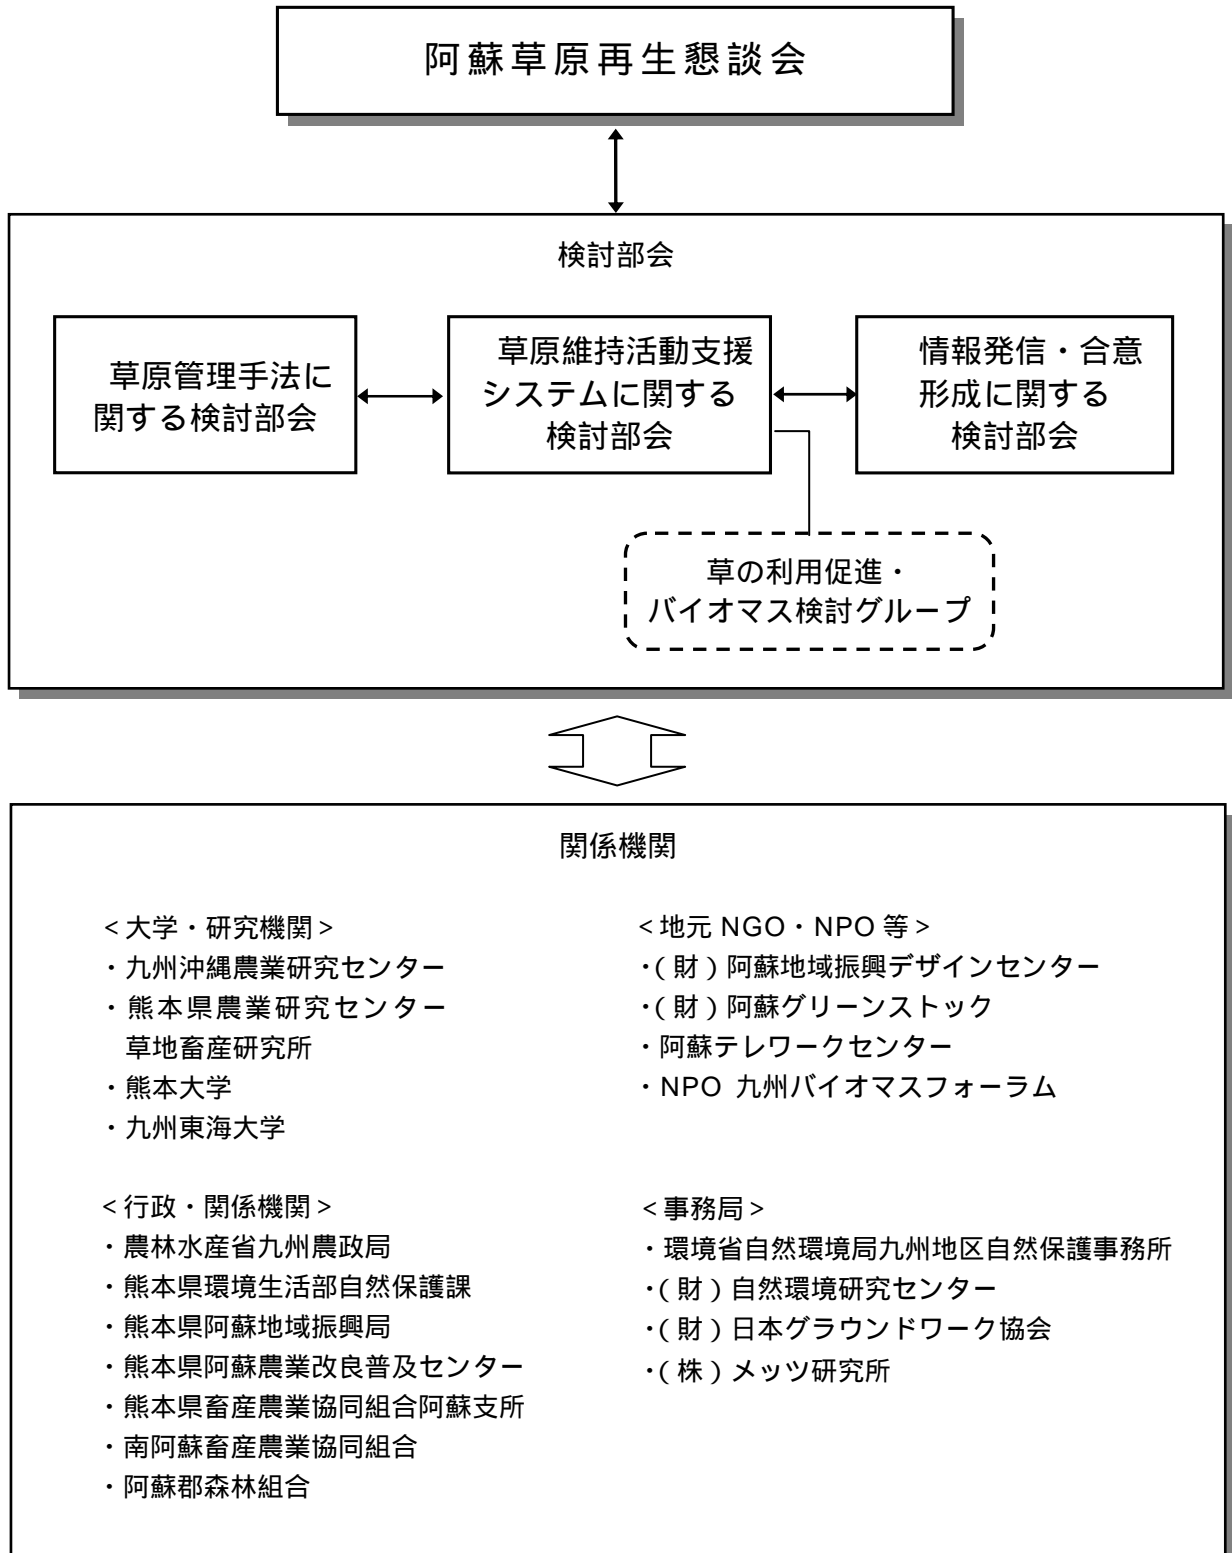 阿蘇草原再生懇談会
検討部会
草原管理手法に
関する検討部会
草原維持活動支援
システムに関する
検討部会
情報発信・合意
形成に関する
検討部会
草の利用促進・
バイオマス検討グループ
関係機関
<大学・研究機関>
・九州沖縄農業研究センター
・熊本県農業研究センター
草地畜産研究所
・熊本大学
・九州東海大学
<地元 NGO・NPO 等>
・(財)阿蘇地域振興デザインセンター
・(財)阿蘇グリーンストック
・阿蘇テレワークセンター
・NPO 九州バイオマスフォーラム
<行政・関係機関>
・農林水産省九州農政局
・熊本県環境生活部自然保護課
・熊本県阿蘇地域振興局
・熊本県阿蘇農業改良普及センター
・熊本県畜産農業協同組合阿蘇支所
・南阿蘇畜産農業協同組合
・阿蘇郡森林組合
<事務局>
・環境省自然環境局九州地区自然保護事務所
・(財)自然環境研究センター
・(財)日本グラウンドワーク協会
・(株)メッツ研究所